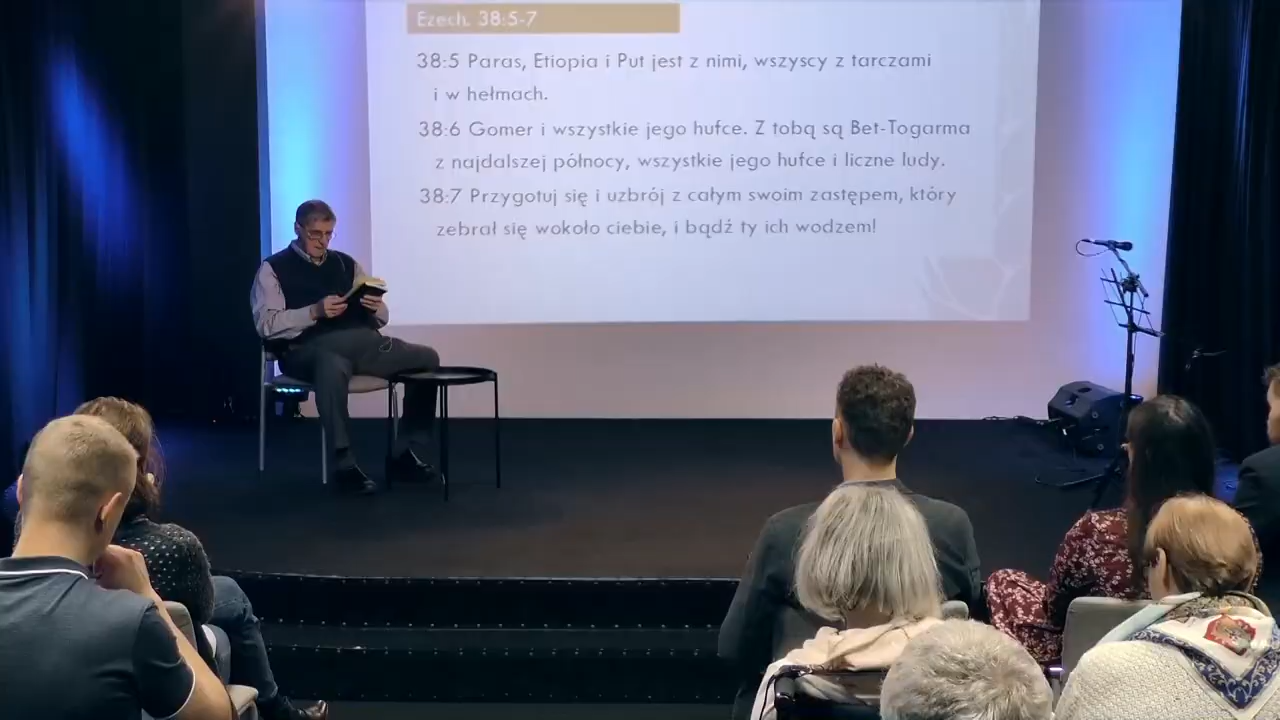 Ezech. 38:5-7
38:5 Paras, Etiopia i Put jest z nimi, wszyscy z tarczami
i w hełmach.
38:6 Gomer i wszystkie jego hufce. Z tobą są Bet-Togarma
z najdalszej północy, wszystkie jego hufce i liczne ludy.
38:7 Przygotuj się i uzbrój z całym swoim zastępem, który
zebrał się wokoło ciebie, i bądź ty ich wodzem!